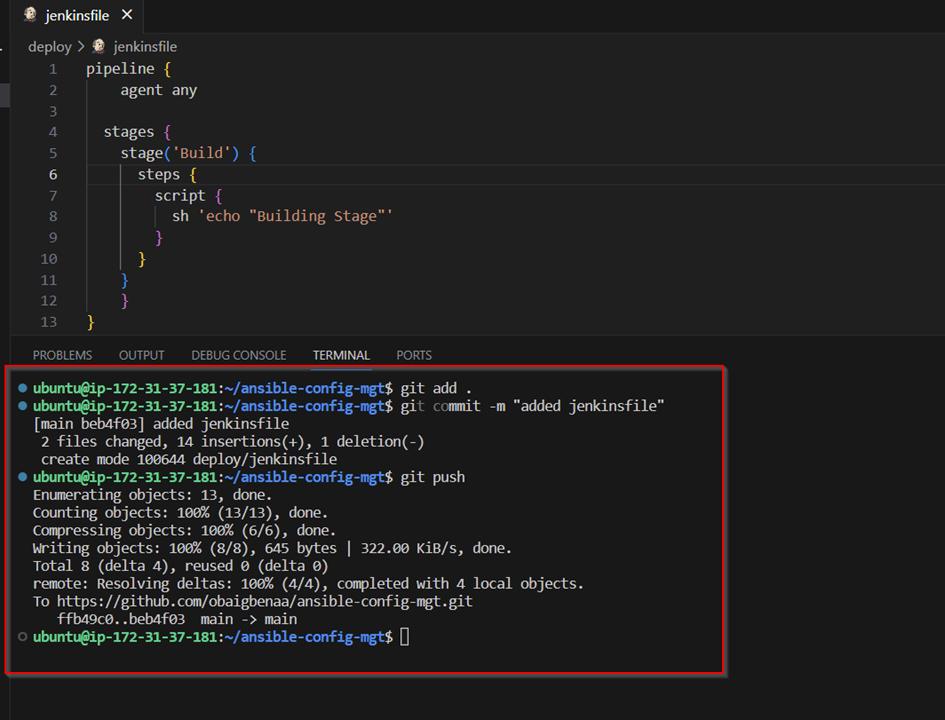 jenkinsfile
deploy > jenkinsfile
1 pipeline {
2 agent any
3
4 stages {
5 stage('Build') {
6 steps {
7 script {
8 sh 'echo "Building Stage"'
9 }
10 }
11 }
12 }
13 }
PROBLEMS OUTPUT DEBUG CONSOLE TERMINAL PORTS
ubuntu@ip-172-31-37-181:~/ansible-config-mgt$ git add .
ubuntu@ip-172-31-37-181:~/ansible-config-mgt$ git commit -m "added jenkinsfile"
[main beb4f03] added jenkinsfile
2 files changed, 14 insertions(+), 1 deletion(-)
create mode 100644 deploy/jenkinsfile
ubuntu@ip-172-31-37-181:~/ansible-config-mgt$ git push
Enumerating objects: 13, done.
Counting objects: 100% (13/13), done.
Compressing objects: 100% (6/6), done.
Writing objects: 100% (8/8), 645 bytes | 322.00 KiB/s, done.
Total 8 (delta 4), reused 0 (delta 0)
remote: Resolving deltas: 100% (4/4), completed with 4 local objects.
To https://github.com/obaigbenaa/ansible-config-mgt.git
ffb49c0..beb4f03 main -> main
ubuntu@ip-172-31-37-181:~/ansible-config-mgt$